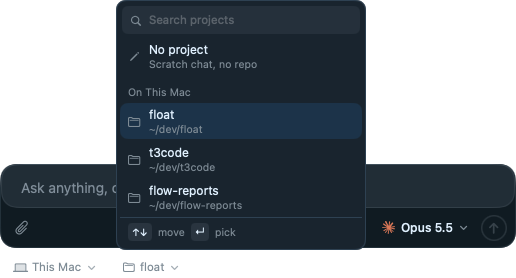 Search projects
No project
Scratch chat, no repo
On This Mac
float
~/dev/float
t3code
~/dev/t3code
flow-reports
~/dev/flow-reports
↑↓ move ↵ pick
Ask anything,
Opus 5.5
This Mac
float